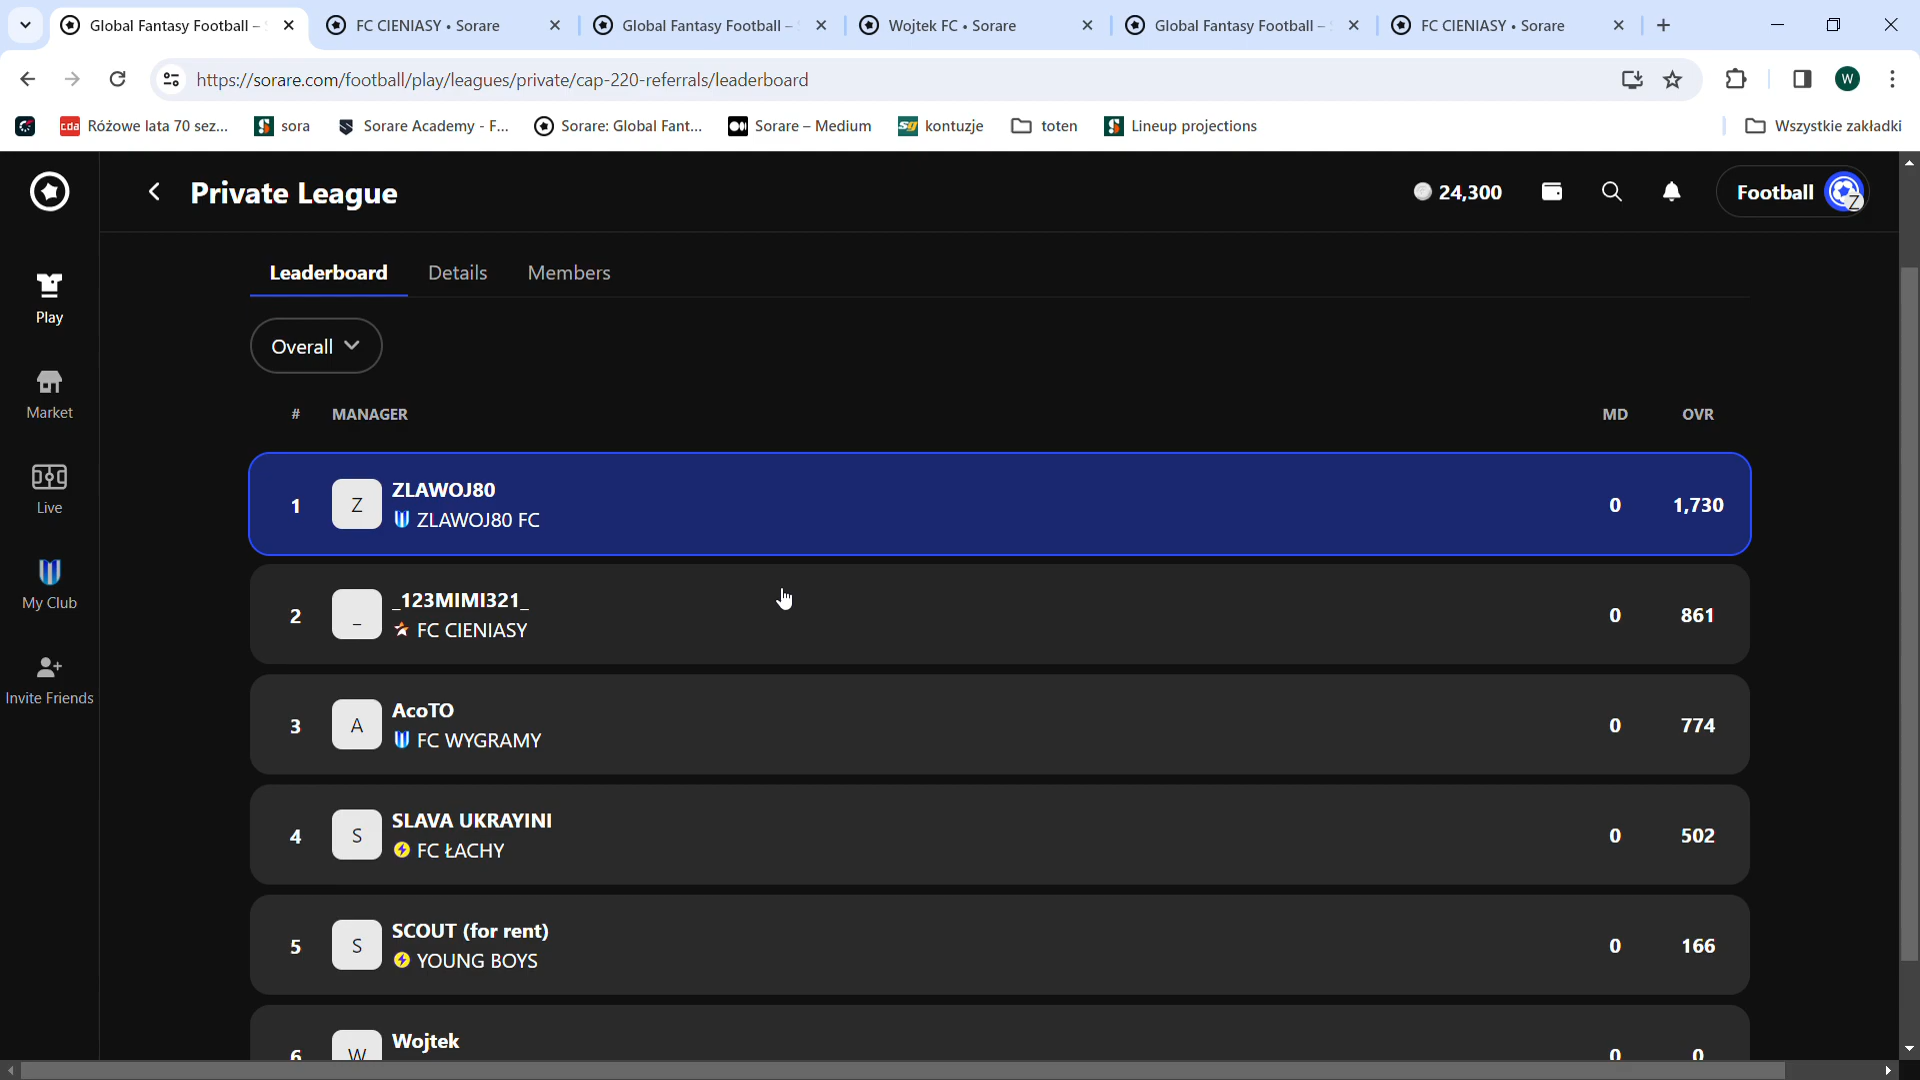 Global Fantasy Football –
FC CIENIASY • Sorare
Global Fantasy Football –
Wojtek FC • Sorare
Global Fantasy Football –
FC CIENIASY • Sorare
https://sorare.com/football/play/leagues/private/cap-220-referrals/leaderboard
W
cda Różowe lata 70 sez...
sora
Sorare Academy - F...
Sorare: Global Fant...
Sorare – Medium
kontuzje
toten
Lineup projections
Wszystkie zakładki
Private League
24,300
Football
Z
Play
Market
Live
My Club
Invite Friends
Leaderboard Details Members
Overall
# MANAGER MD OVR
1 Z ZLAWOJ80 0 1,730
ZLAWOJ80 FC
2 _ _123MIMI321_ 0 861
FC CIENIASY
3 A AcoTO 0 774
FC WYGRAMY
4 S SLAVA UKRAYINI 0 502
FC ŁACHY
5 S SCOUT (for rent) 0 166
YOUNG BOYS
6 W Wojtek 0 0